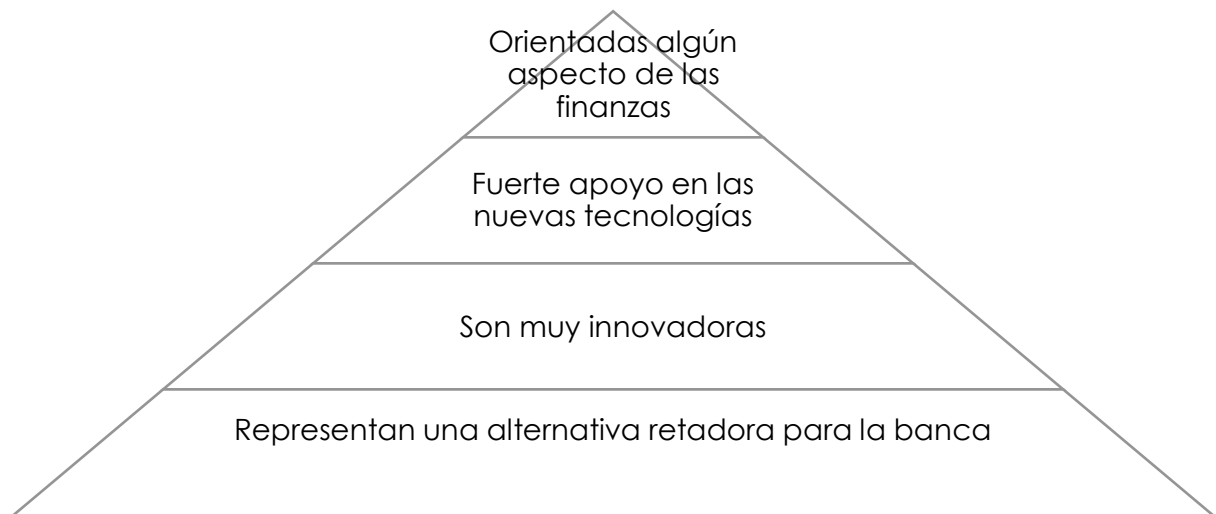 Orientadas algún
aspecto de las
finanzas
Fuerte apoyo en las
nuevas tecnologías
Son muy innovadoras
Representan una alternativa retadora para la banca